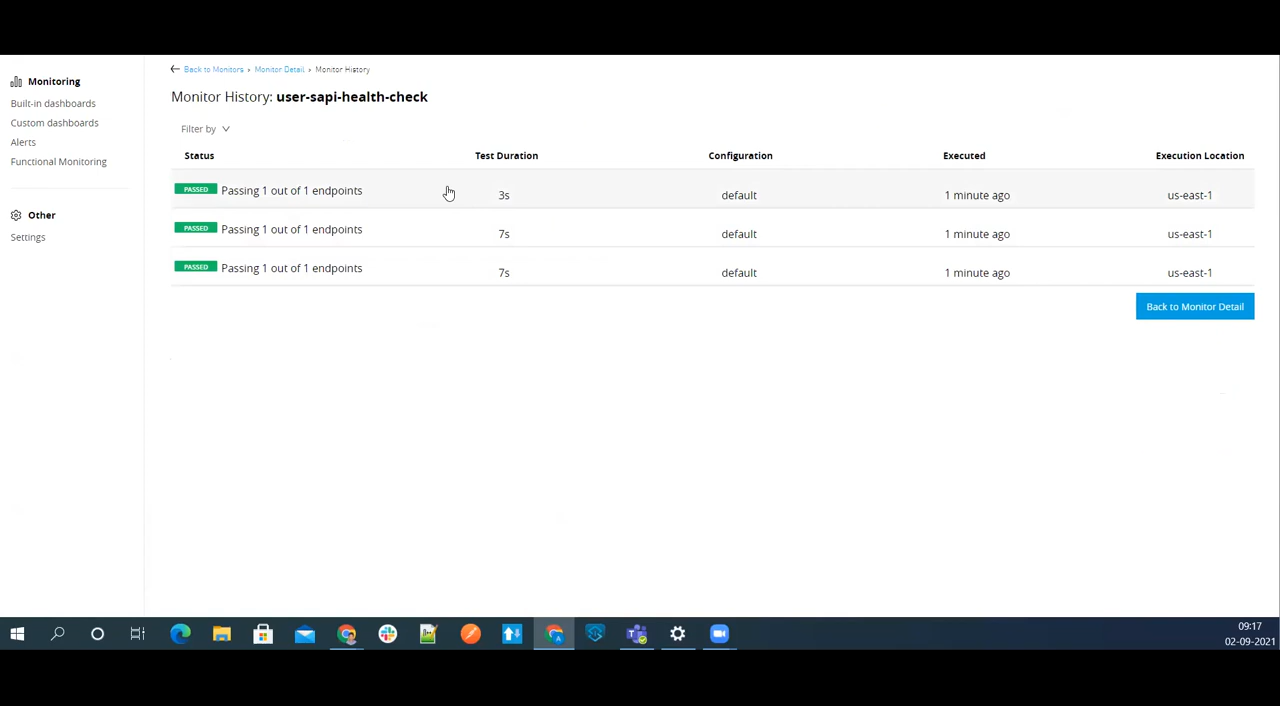 Back to Monitors › Monitor Detail › Monitor History
Monitoring
Monitor History: user-sapi-health-check
Built-in dashboards
Custom dashboards
Filter by
Alerts
Functional Monitoring
Status Test Duration Configuration Executed Execution Location
PASSED Passing 1 out of 1 endpoints 3s default 1 minute ago us-east-1
Other
PASSED Passing 1 out of 1 endpoints 7s default 1 minute ago us-east-1
Settings
PASSED Passing 1 out of 1 endpoints 7s default 1 minute ago us-east-1
Back to Monitor Detail
09:17
02-09-2021